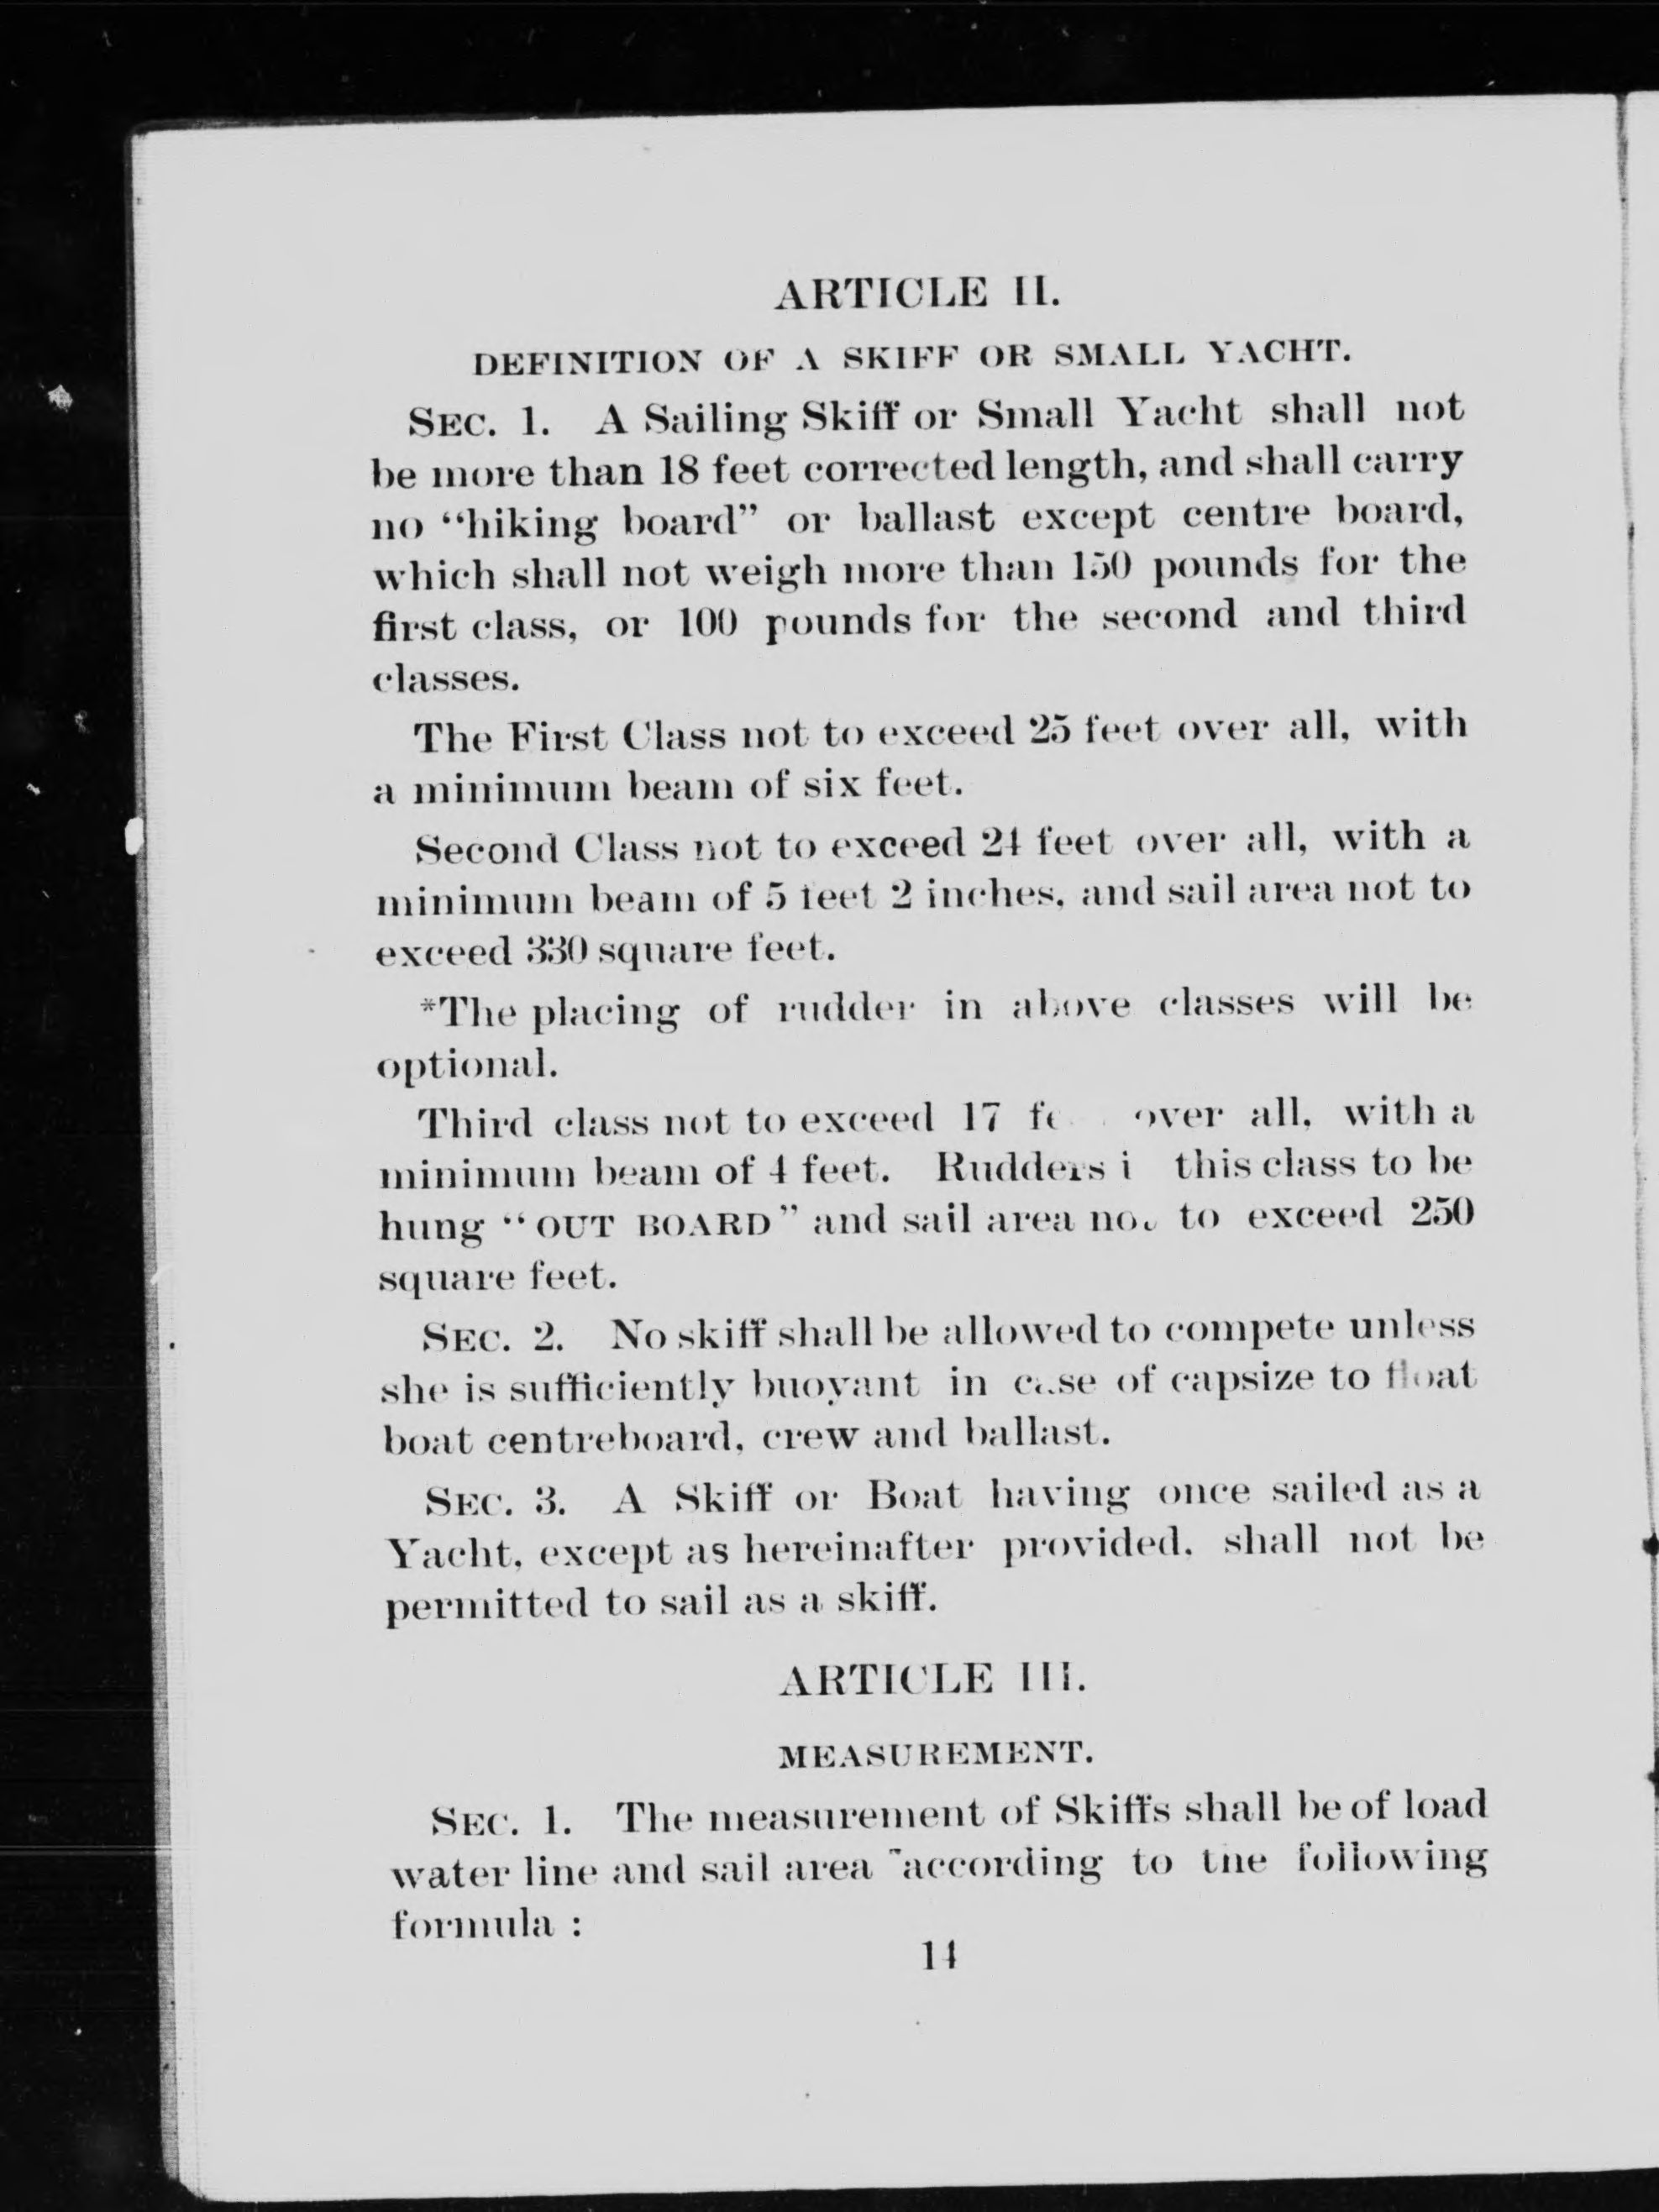 ARTICLE II.
DEFINITION OF A SKIFF OR SMALL YACHT.
SEC. 1. A Sailing Skiff or Small Yacht shall not
be more than 18 feet corrected length, and shall carry
no “hiking board” or ballast except centre board,
which shall not weigh more than 150 pounds for the
first class, or 100 pounds for the second and third
classes.
The First Class not to exceed 25 feet over all, with
a minimum beam of six feet.
Second Class not to exceed 24 feet over all, with a
minimum beam of 5 feet 2 inches, and sail area not to
exceed 330 square feet.
*The placing of rudder in above classes will be
optional.
Third class not to exceed 17 over all, with a
minimum beam of 4 feet. Rudders this class to be
hung “OUT BOARD” and sail area not to exceed 250
square feet.
SEC. 2. No skiff shall be allowed to compete unless
she is sufficiently buoyant in case of capsize to float
boat centreboard, crew and ballast.
SEC. 3. A Skiff or Boat having once sailed as a
Yacht, except as hereinafter provided, shall not be
permitted to sail as a skiff.
ARTICLE III.
MEASUREMENT.
SEC. 1. The measurement of Skiffs shall be of load
water line and sail area according to the following
formula :
14